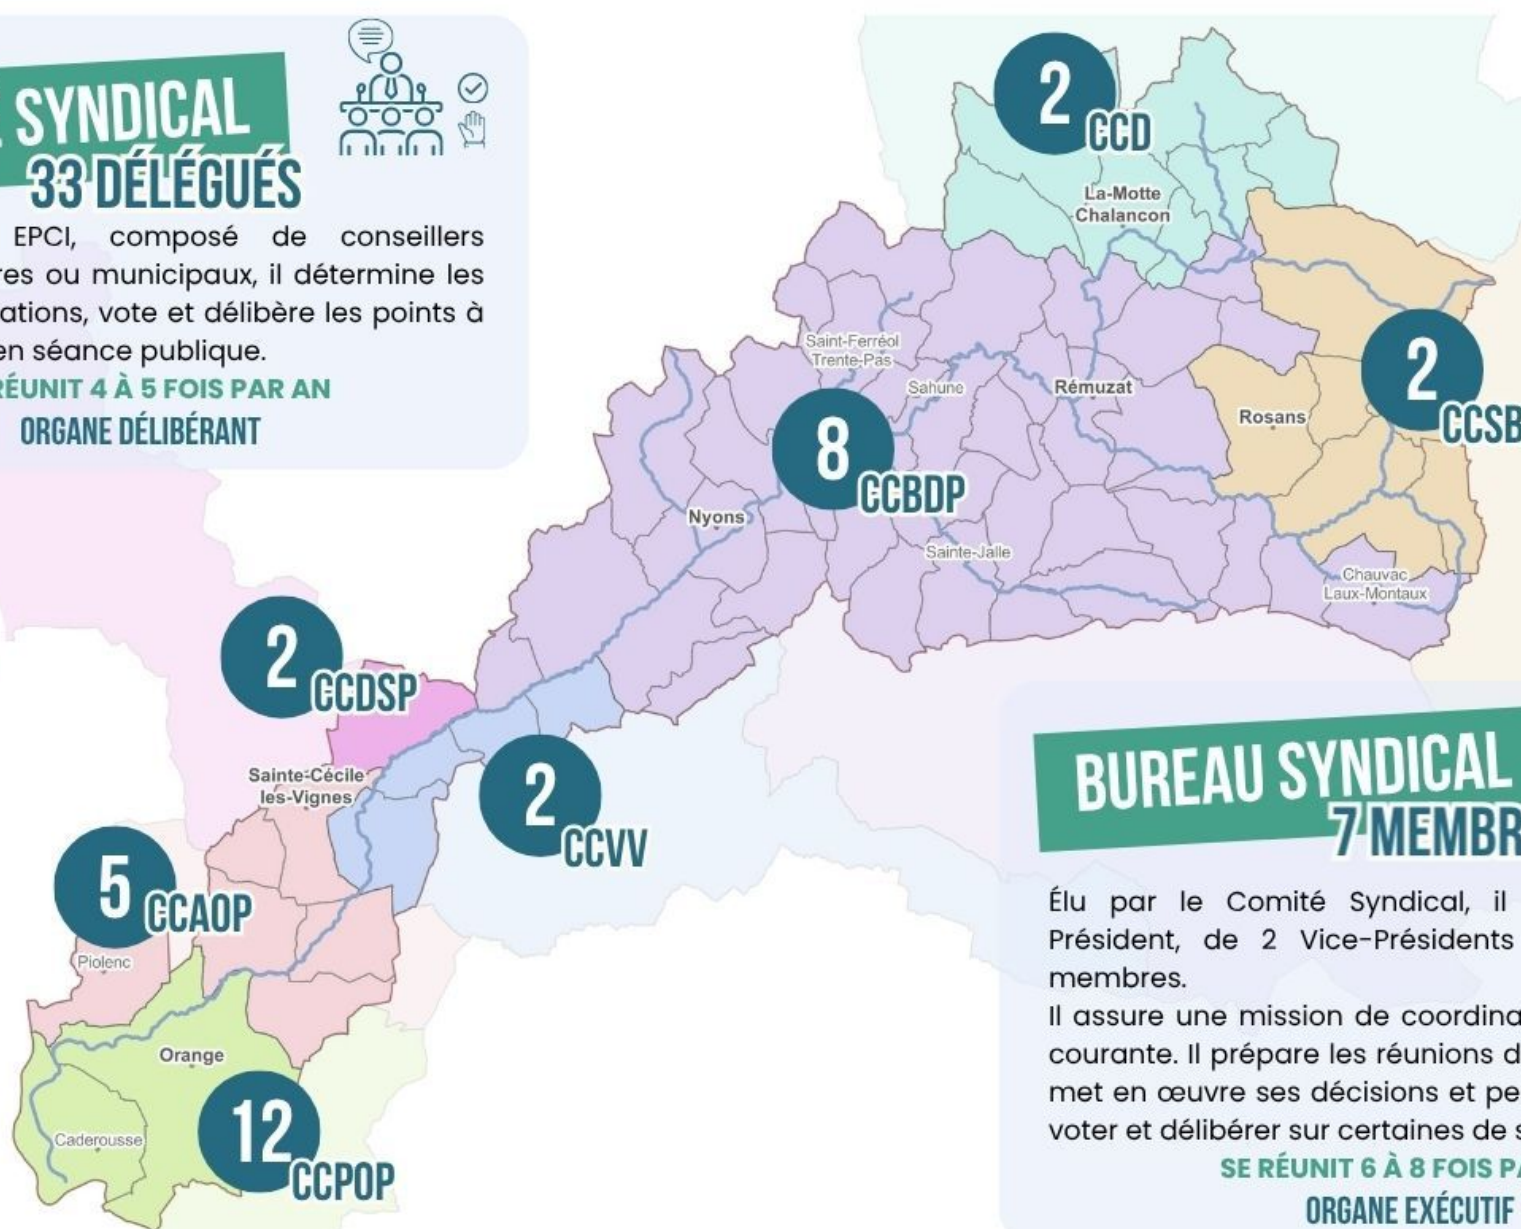 SYNDICAL
33 DÉLÉGUÉS
EPCI, composé de conseillers
res ou municipaux, il détermine les
ations, vote et délibère les points à
en séance publique.
RÉUNIT 4 À 5 FOIS PAR AN
ORGANE DÉLIBÉRANT
2
CCD
La-Motte
Chalancon
Saint-Ferréol
Trente-Pas
Sahune
Rémuzat
2
CCSB
Rosans
8
CCBDP
Nyons
Sainte-Jalle
Chauvac
Laux-Montaux
2
CCDSP
Sainte-Cécile
les-Vignes
2
CCVV
5
CCAOP
Piolenc
Orange
Caderousse
12
CCPOP
BUREAU SYNDICAL
7 MEMBR
Élu par le Comité Syndical, il
Président, de 2 Vice-Présidents
membres.
Il assure une mission de coordina
courante. Il prépare les réunions d
met en œuvre ses décisions et pe
voter et délibérer sur certaines de s
SE RÉUNIT 6 À 8 FOIS PA
ORGANE EXÉCUTIF